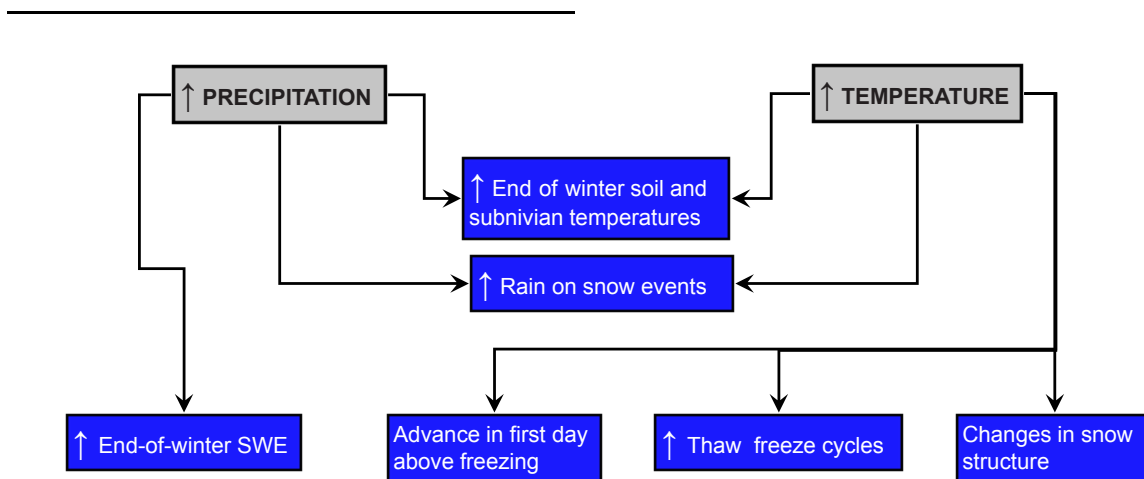 ↑ PRECIPITATION
↑ TEMPERATURE
↑ End of winter soil and
subnivian temperatures
↑ Rain on snow events
↑ End-of-winter SWE
Advance in first day
above freezing
↑ Thaw freeze cycles
Changes in snow
structure